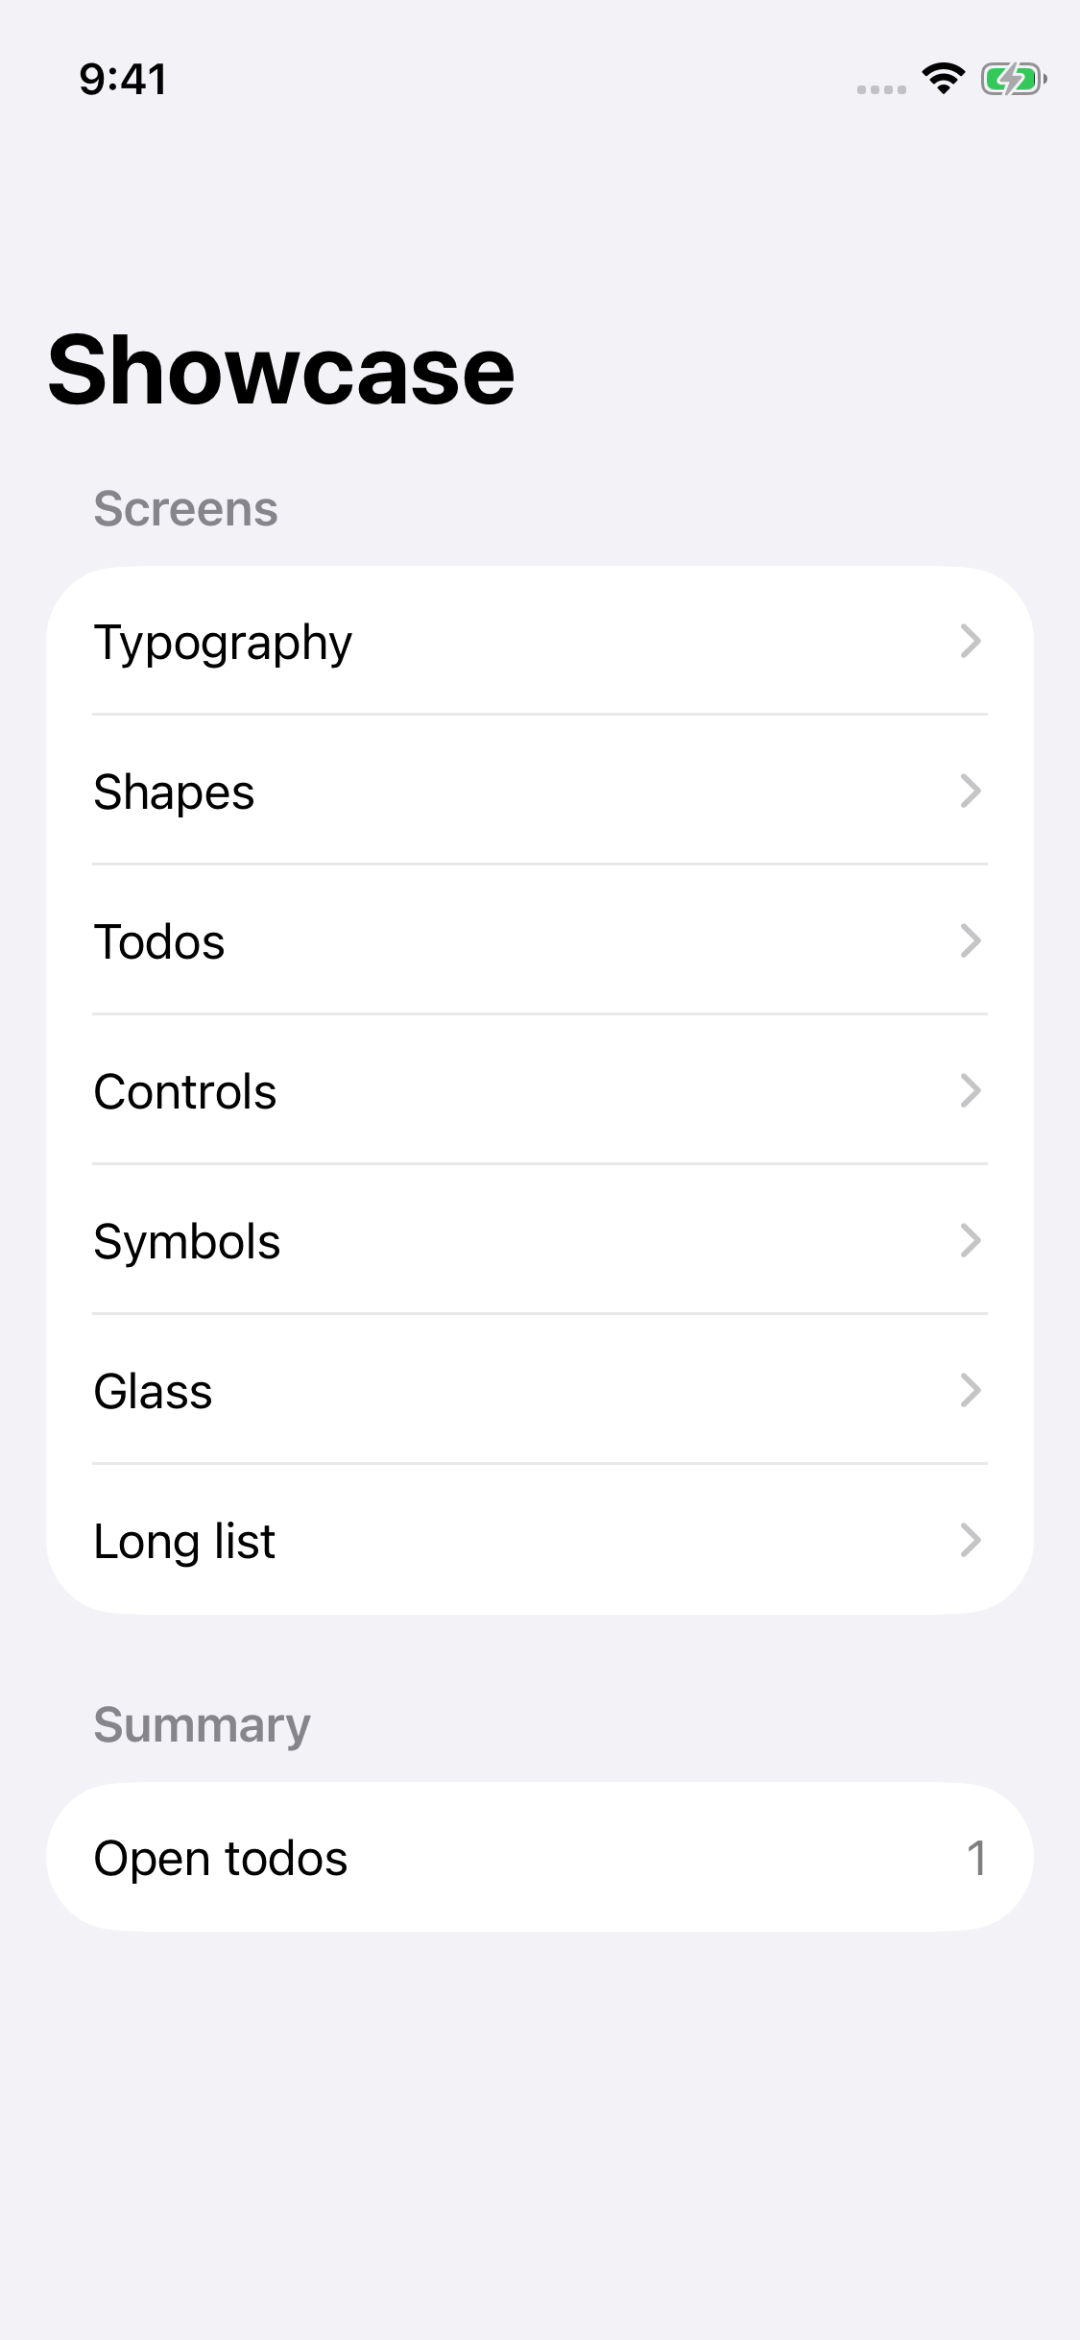 9:41
Showcase
Screens
Typography
Shapes
Todos
Controls
Symbols
Glass
Long list
Summary
Open todos 1